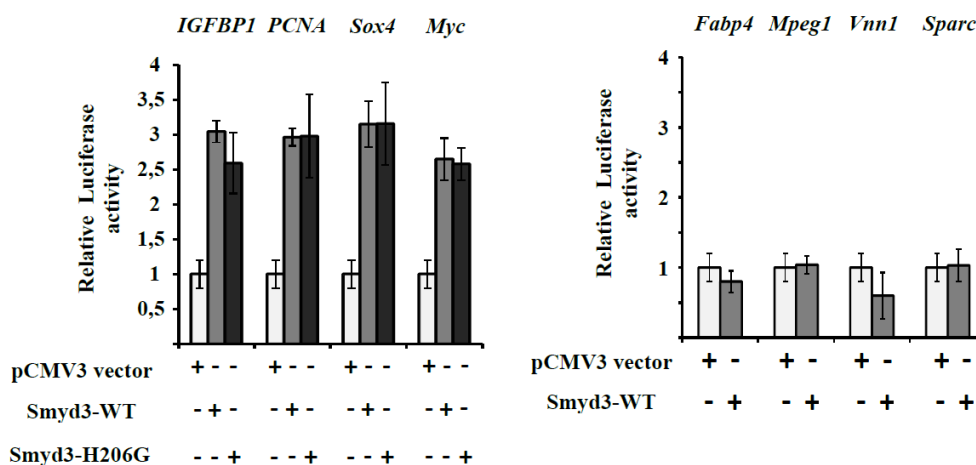 IGFBP1 PCNA Sox4 Myc
Relative Luciferase
activity
4
3,5
3
2,5
2
1,5
1
0,5
pCMV3 vector + - - + - - + - - + - -
Smyd3-WT - + - - + - - + - - + -
Smyd3-H206G - - + - - + - - + - - +
Fabp4 Mpeg1 Vnn1 Sparc
Relative Luciferase
activity
4
3
2
1
pCMV3 vector + - + - + - + -
Smyd3-WT - + - + - + - +